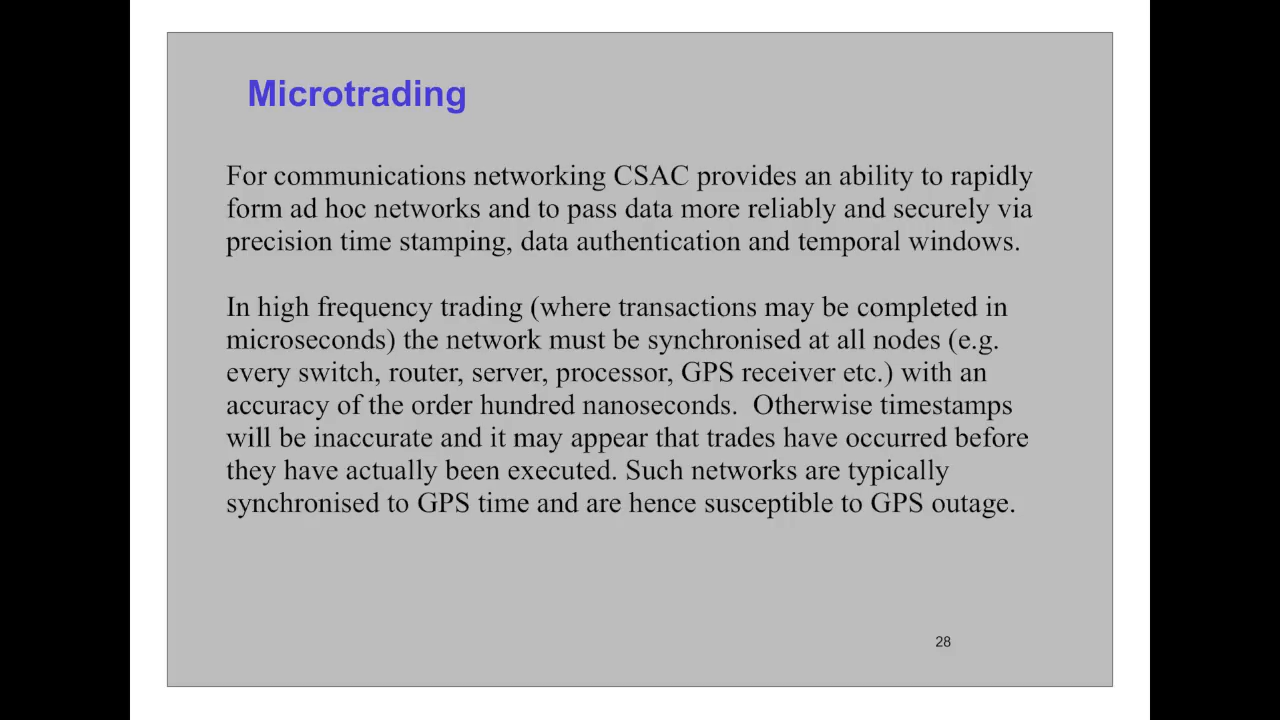 Microtrading
For communications networking CSAC provides an ability to rapidly
form ad hoc networks and to pass data more reliably and securely via
precision time stamping, data authentication and temporal windows.
In high frequency trading (where transactions may be completed in
microseconds) the network must be synchronised at all nodes (e.g.
every switch, router, server, processor, GPS receiver etc.) with an
accuracy of the order hundred nanoseconds.  Otherwise timestamps
will be inaccurate and it may appear that trades have occurred before
they have actually been executed. Such networks are typically
synchronised to GPS time and are hence susceptible to GPS outage.
28